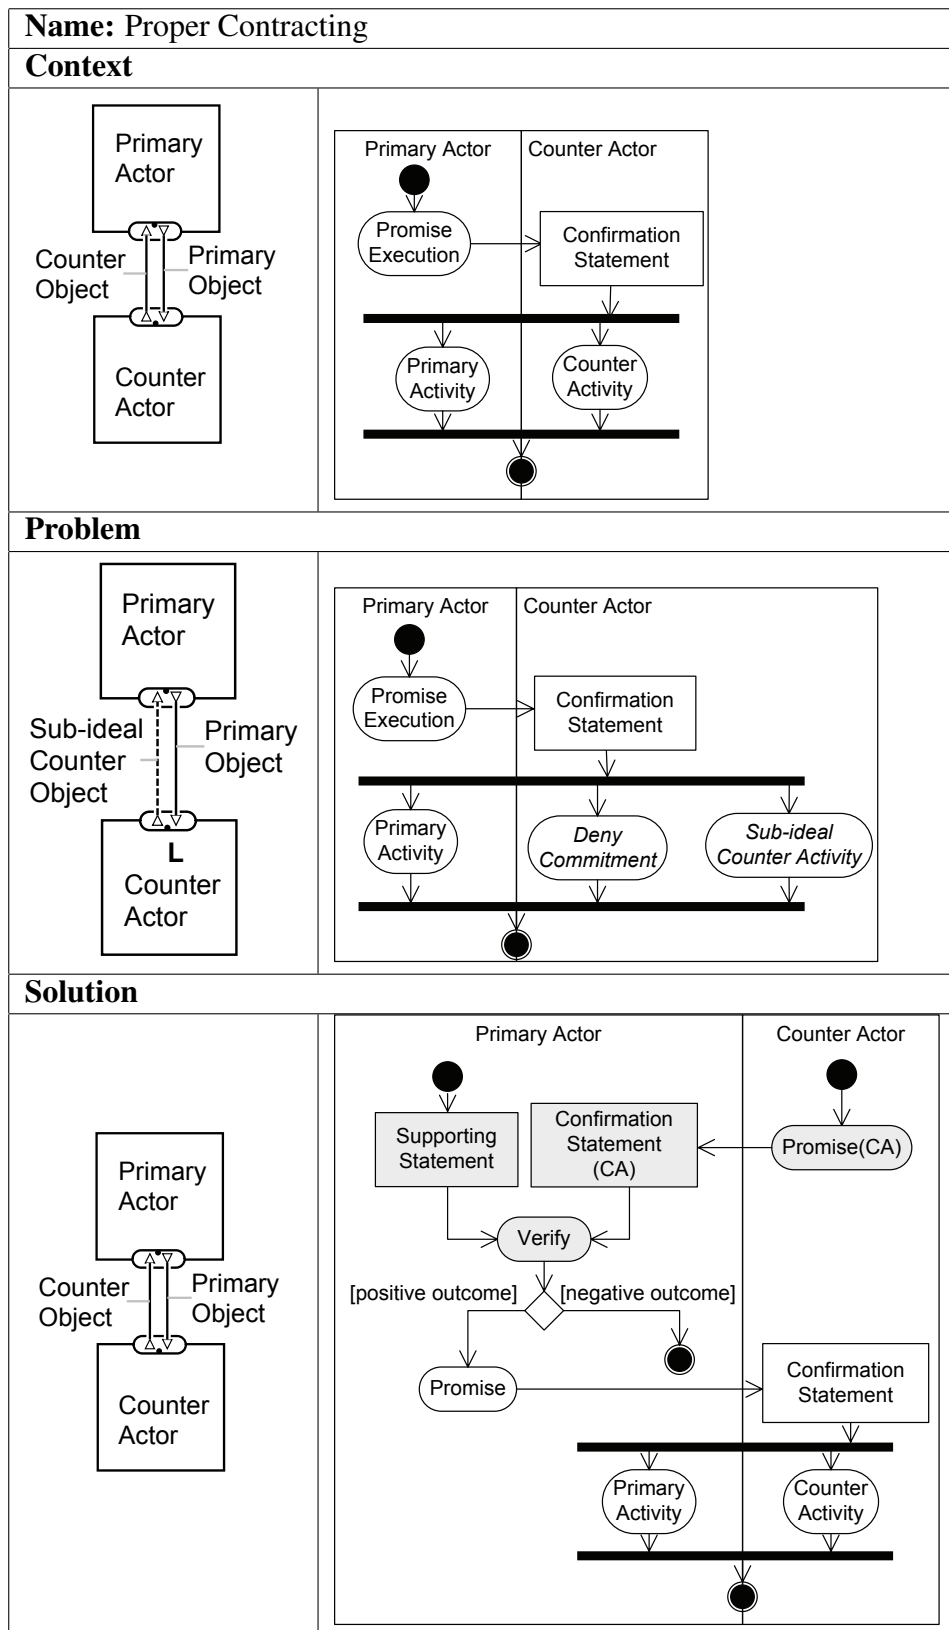 Name: Proper Contracting
Context
Primary
Actor
Counter
Object
Primary
Object
Counter
Actor
Primary Actor
Counter Actor
Promise
Execution
Confirmation
Statement
Primary
Activity
Counter
Activity
Problem
Primary
Actor
Sub-ideal
Counter
Object
Primary
Object
L
Counter
Actor
Primary Actor
Counter Actor
Promise
Execution
Confirmation
Statement
Primary
Activity
Deny
Commitment
Sub-ideal
Counter Activity
Solution
Primary
Actor
Counter
Object
Primary
Object
Counter
Actor
Primary Actor
Counter Actor
Supporting
Statement
Confirmation
Statement
(CA)
Promise(CA)
Verify
[positive outcome]
[negative outcome]
Promise
Confirmation
Statement
Primary
Activity
Counter
Activity